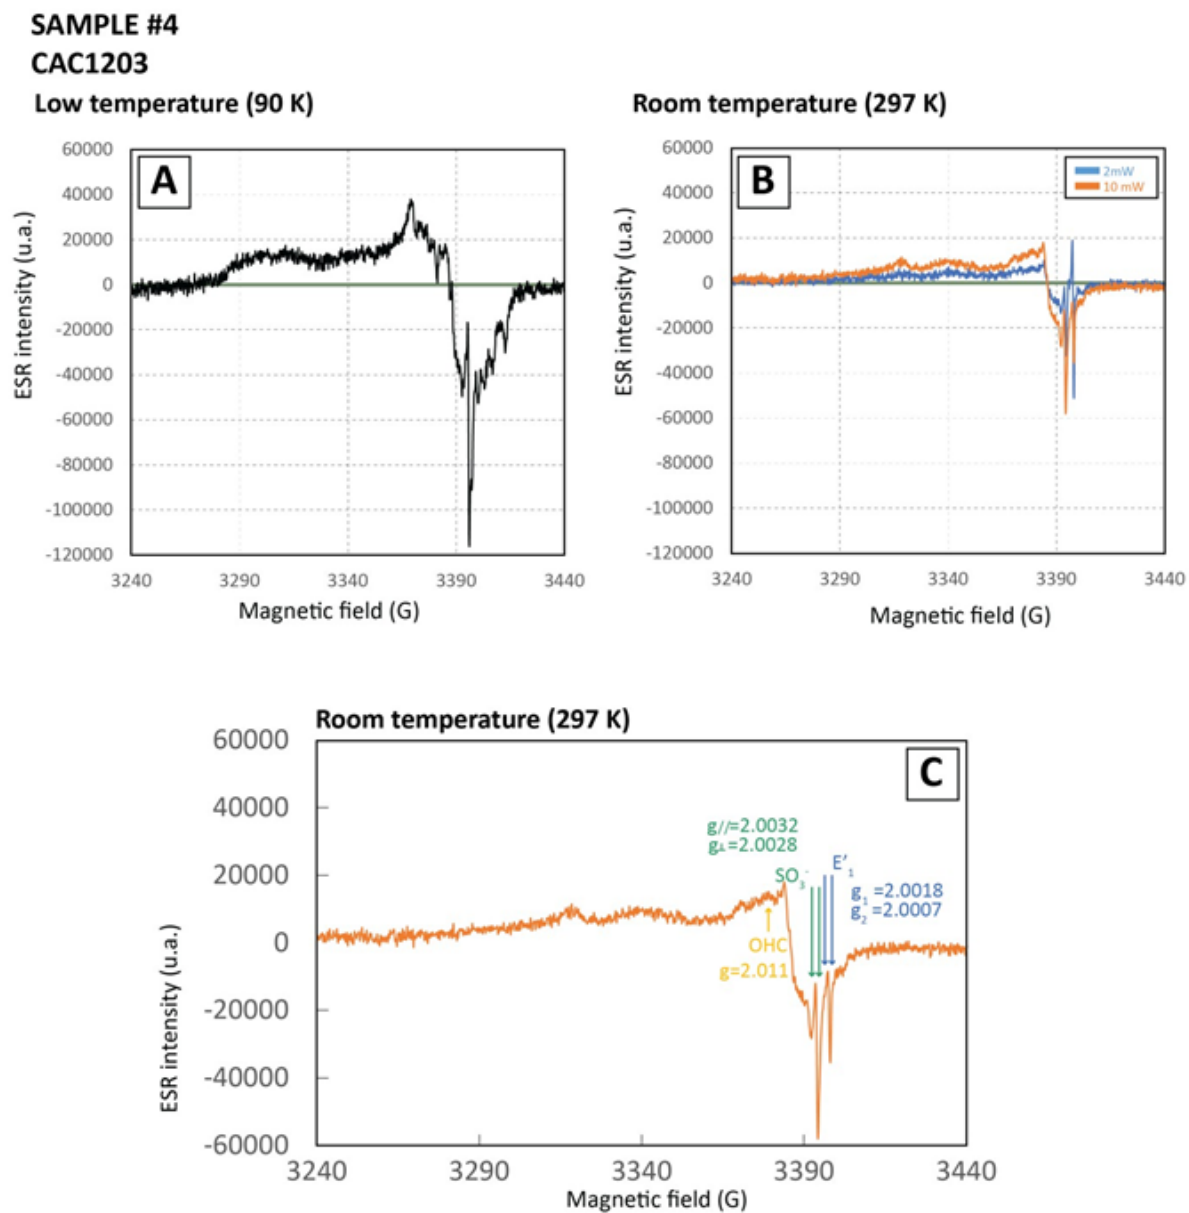 SAMPLE #4
CAC1203
Low temperature (90 K)
A
60000
40000
20000
0
-20000
-40000
-60000
-80000
-100000
-120000
3240 3290 3340 3390 3440
ESR intensity (u.a.)
Magnetic field (G)
Room temperature (297 K)
B
2mW
10 mW
60000
40000
20000
0
-20000
-40000
-60000
-80000
-100000
-120000
3240 3290 3340 3390 3440
ESR intensity (u.a.)
Magnetic field (G)
Room temperature (297 K)
C
60000
40000
20000
0
-20000
-40000
-60000
3240 3290 3340 3390 3440
ESR intensity (u.a.)
Magnetic field (G)
g//=2.0032
g⊥=2.0028
SO₃⁻
E'₁
g₁ =2.0018
g₂ =2.0007
OHC
g=2.011